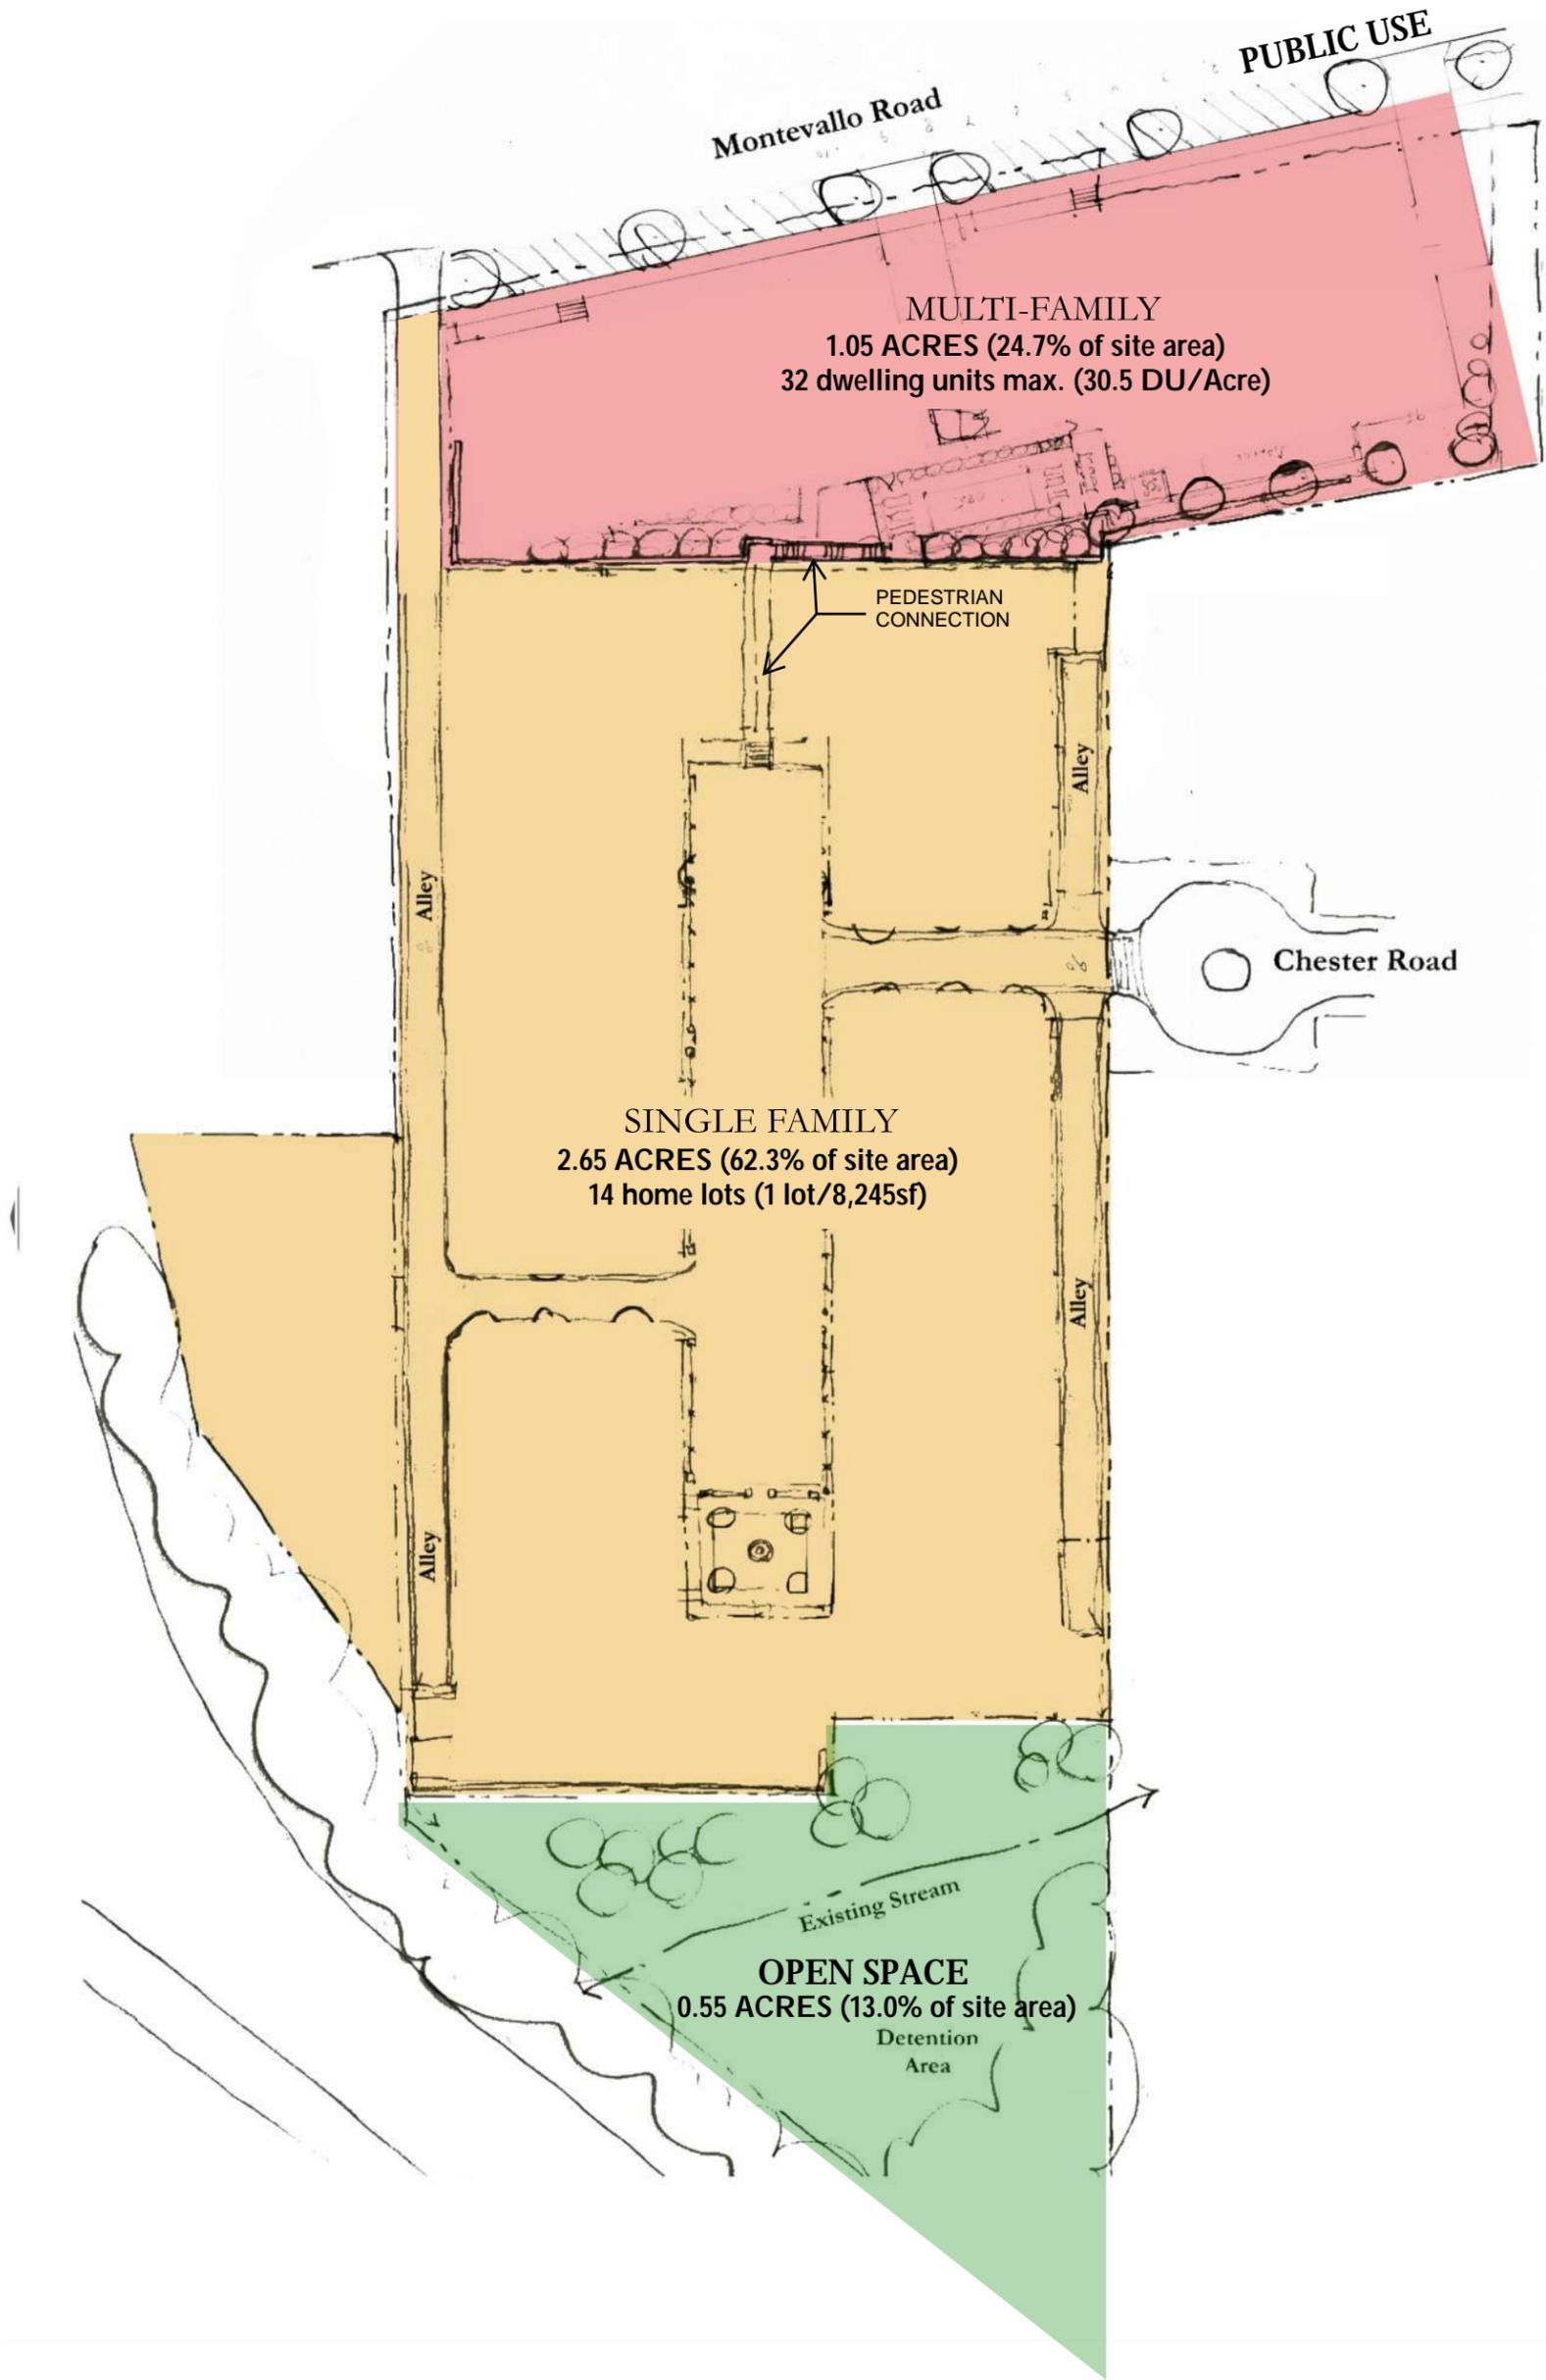 PUBLIC USE
Montevallo Road
MULTI-FAMILY
1.05 ACRES (24.7% of site area)
32 dwelling units max. (30.5 DU/Acre)
PEDESTRIAN
CONNECTION
Alley
Alley
Chester Road
SINGLE FAMILY
2.65 ACRES (62.3% of site area)
14 home lots (1 lot/8,245sf)
Alley
Alley
Existing Stream
OPEN SPACE
0.55 ACRES (13.0% of site area)
Detention
Area